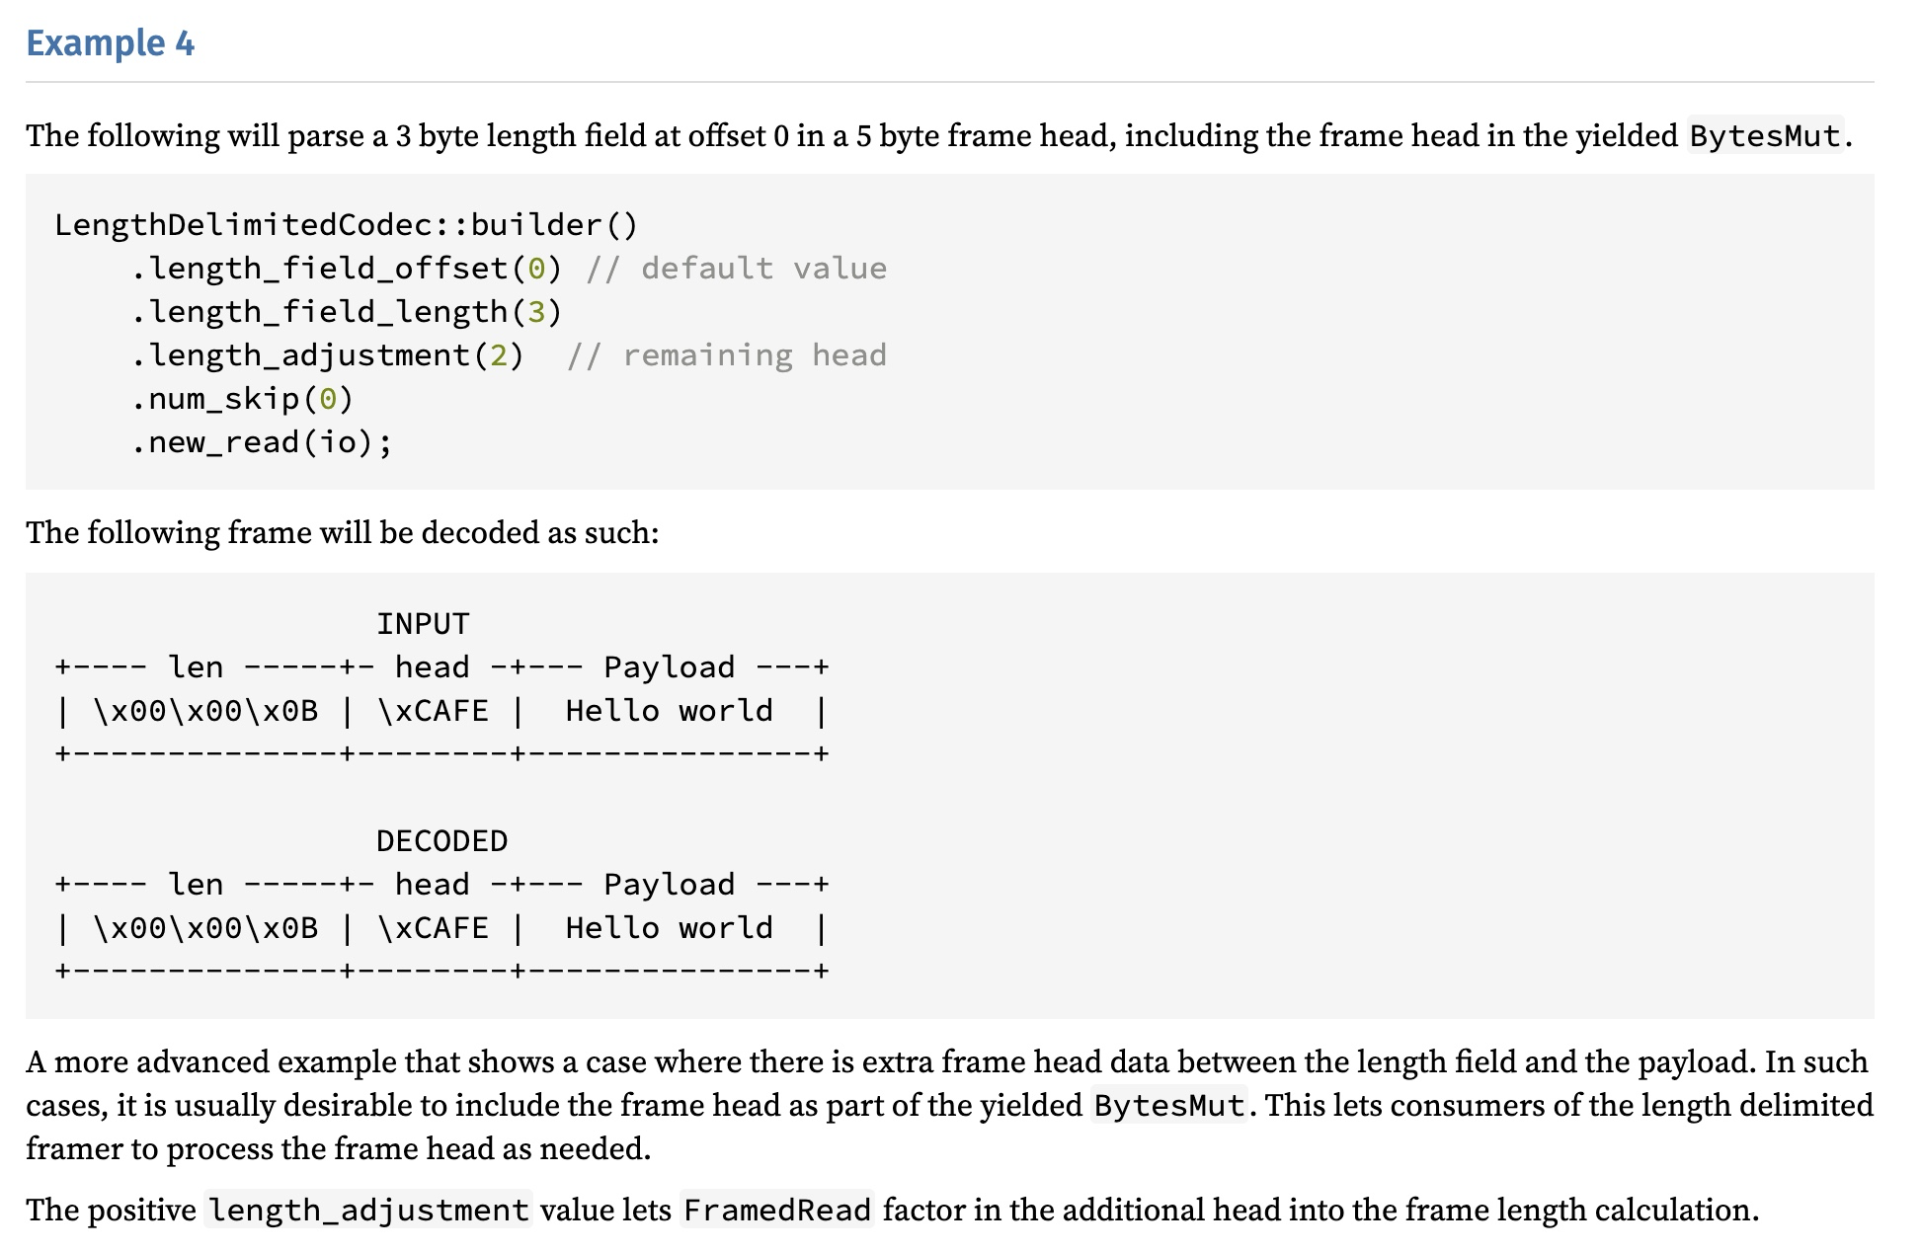 Example 4
The following will parse a 3 byte length field at offset 0 in a 5 byte frame head, including the frame head in the yielded BytesMut.
LengthDelimitedCodec::builder()
    .length_field_offset(0) // default value
    .length_field_length(3)
    .length_adjustment(2)  // remaining head
    .num_skip(0)
    .new_read(io);
The following frame will be decoded as such:
                 INPUT
+---- len -----+- head -+--- Payload ---+
| \x00\x00\x0B | \xCAFE |  Hello world  |
+--------------+--------+---------------+
                 DECODED
+---- len -----+- head -+--- Payload ---+
| \x00\x00\x0B | \xCAFE |  Hello world  |
+--------------+--------+---------------+
A more advanced example that shows a case where there is extra frame head data between the length field and the payload. In such
cases, it is usually desirable to include the frame head as part of the yielded BytesMut. This lets consumers of the length delimited
framer to process the frame head as needed.
The positive length_adjustment value lets FramedRead factor in the additional head into the frame length calculation.